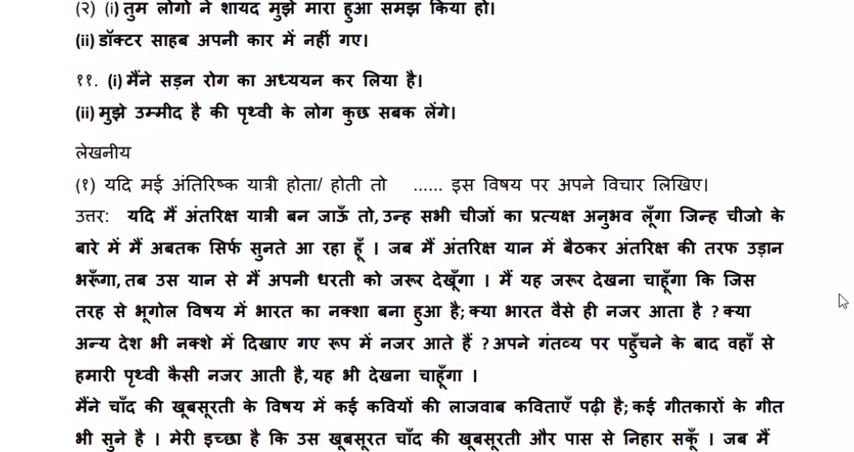 (२) (i) तुम लोगों ने शायद मुझे मारा हुआ समझ किया हो।
(ii) डॉक्टर साहब अपनी कार में नहीं गए।
११. (i) मैंने सड़न रोग का अध्ययन कर लिया है।
(ii) मुझे उम्मीद है की पृथ्वी के लोग कुछ सबक लेंगे।
लेखनीय
(१) यदि मई अंतिरिष्क यात्री होता/ होती तो ...... इस विषय पर अपने विचार लिखिए।
उत्तर: यदि मैं अंतरिक्ष यात्री बन जाऊँ तो, उन्ह सभी चीजों का प्रत्यक्ष अनुभव लूँगा जिन्ह चीजो के
बारे में मैं अबतक सिर्फ सुनते आ रहा हूँ । जब मैं अंतरिक्ष यान में बैठकर अंतरिक्ष की तरफ उड़ान
भरूँगा, तब उस यान से मैं अपनी धरती को जरूर देखूँगा । मैं यह जरूर देखना चाहूँगा कि जिस
तरह से भूगोल विषय में भारत का नक्शा बना हुआ है; क्या भारत वैसे ही नजर आता है ? क्या
अन्य देश भी नक्शे में दिखाए गए रूप में नजर आते हैं ? अपने गंतव्य पर पहुँचने के बाद वहाँ से
हमारी पृथ्वी कैसी नजर आती है, यह भी देखना चाहूँगा ।
मैंने चाँद की खूबसूरती के विषय में कई कवियों की लाजवाब कविताएँ पढ़ी है; कई गीतकारों के गीत
भी सुने है । मेरी इच्छा है कि उस खूबसूरत चाँद की खूबसूरती और पास से निहार सकूँ । जब मैं